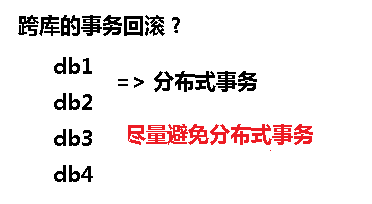 跨库的事务回滚？
db1
=> 分布式事务
db2
db3
尽量避免分布式事务
db4